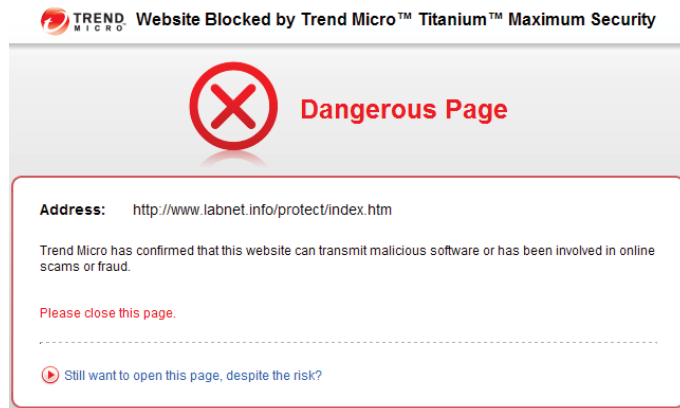 TREND MICRO Website Blocked by Trend Micro™ Titanium™ Maximum Security
Dangerous Page
Address: http://www.labnet.info/protect/index.htm
Trend Micro has confirmed that this website can transmit malicious software or has been involved in online
scams or fraud.
Please close this page.
Still want to open this page, despite the risk?